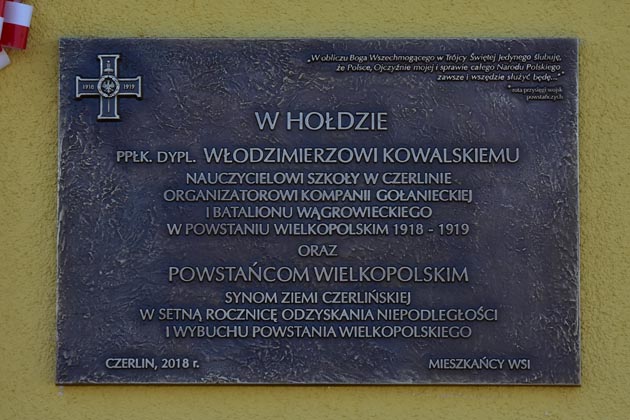 „W obliczu Boga Wszechmogącego w Trójcy Świętej Jedynego ślubuję,
że Polsce, Ojczyźnie mojej i sprawie całego Narodu Polskiego
zawsze i wszędzie służyć będę..."*
*rota przysięgi wojsk
powstańczych
1918 1919
W HOŁDZIE
PPŁK. DYPL. WŁODZIMIERZOWI KOWALSKIEMU
NAUCZYCIELOWI SZKOŁY W CZERLINIE
ORGANIZATOROWI KOMPANII GOŁANIECKIEJ
I BATALIONU WĄGROWIECKIEGO
W POWSTANIU WIELKOPOLSKIM 1918 - 1919
ORAZ
POWSTAŃCOM WIELKOPOLSKIM
SYNOM ZIEMI CZERLIŃSKIEJ
W SETNĄ ROCZNICĘ ODZYSKANIA NIEPODLEGŁOŚCI
I WYBUCHU POWSTANIA WIELKOPOLSKIEGO
CZERLIN, 2018 r. MIESZKAŃCY WSI